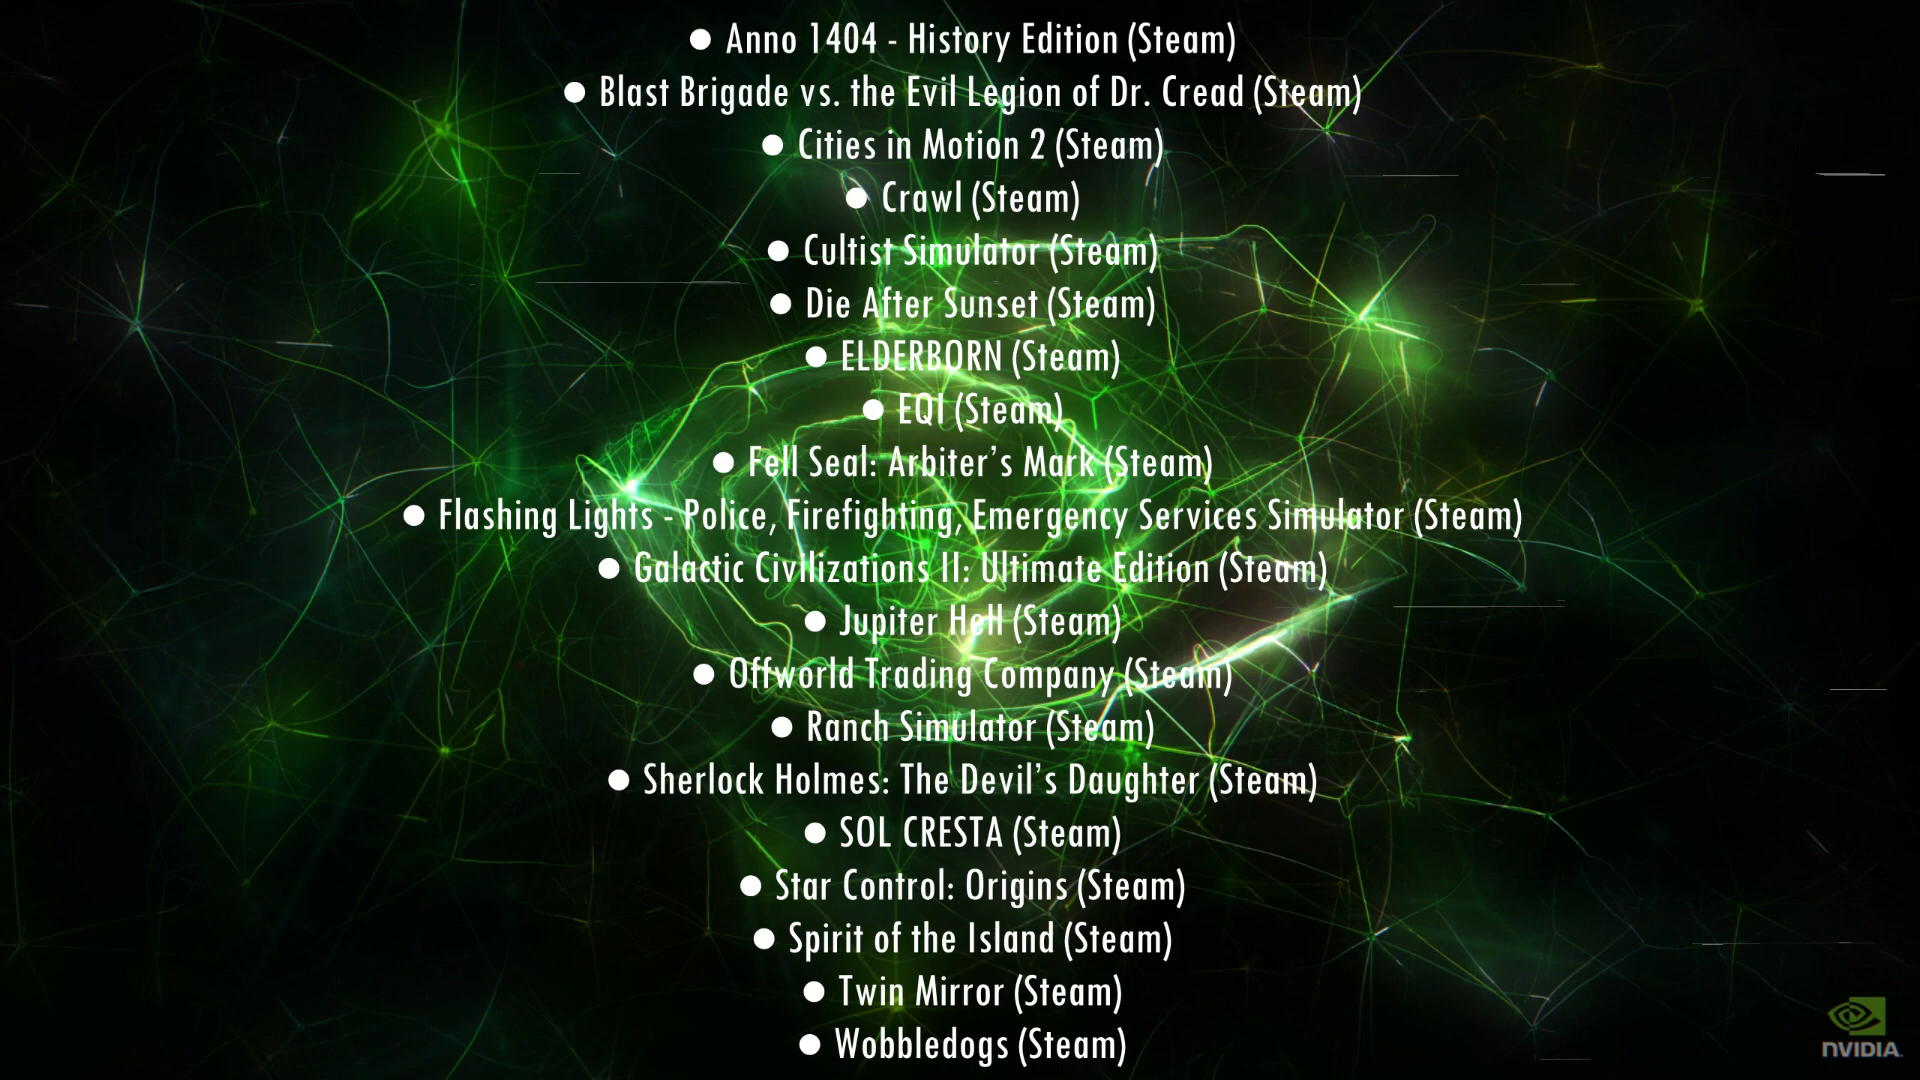 ● Anno 1404 - History Edition (Steam)
● Blast Brigade vs. the Evil Legion of Dr. Cread (Steam)
● Cities in Motion 2 (Steam)
● Crawl (Steam)
● Cultist Simulator (Steam)
● Die After Sunset (Steam)
● ELDERBORN (Steam)
● EQI (Steam)
● Fell Seal: Arbiter’s Mark (Steam)
● Flashing Lights - Police, Firefighting, Emergency Services Simulator (Steam)
● Galactic Civilizations II: Ultimate Edition (Steam)
● Jupiter Hell (Steam)
● Offworld Trading Company (Steam)
● Ranch Simulator (Steam)
● Sherlock Holmes: The Devil’s Daughter (Steam)
● SOL CRESTA (Steam)
● Star Control: Origins (Steam)
● Spirit of the Island (Steam)
● Twin Mirror (Steam)
● Wobbledogs (Steam)
NVIDIA.